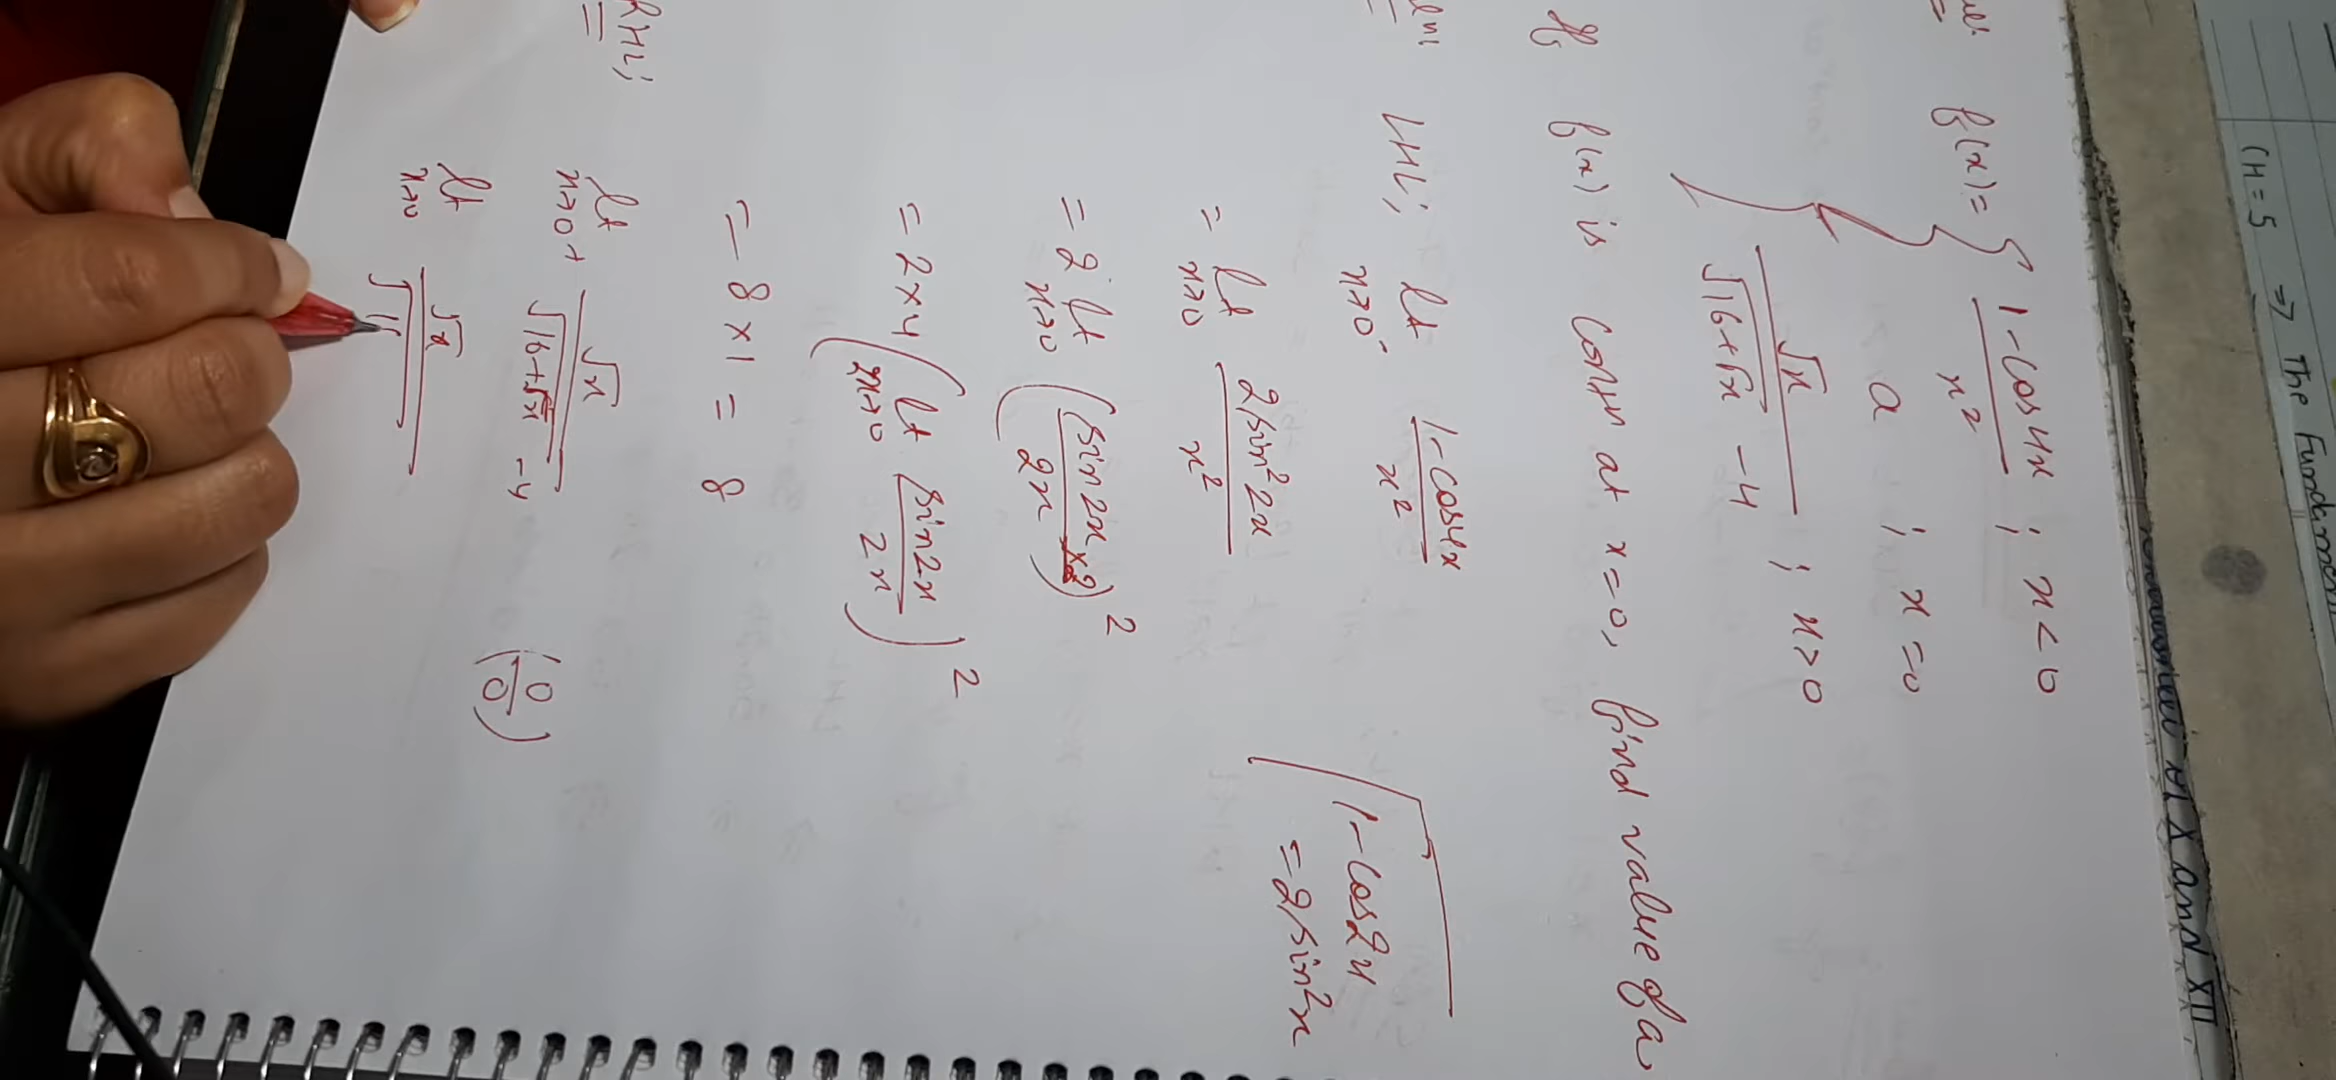 (H = 5 ⇒ The Fundamen
M X and XII
f(x) = { 1-cos4x / x² ; x < 0
a ; x = 0
√x / √16+√x - 4 ; x > 0
If f(x) is contn at x=0, find value of a
LHL; lt x→0⁻ 1-cos4x / x²
= lt x→0 2sin²2x / x²
1-cos2x = 2sin²x
= 2 lt x→0 (sin2x ×2 / 2x)²
= 2×4 (lt 2x→0 sin2x / 2x)²
= 8 × 1 = 8
RHL; lt x→0+ √x / √16+√x - 4 (0/0)
lt x→0 √x / √